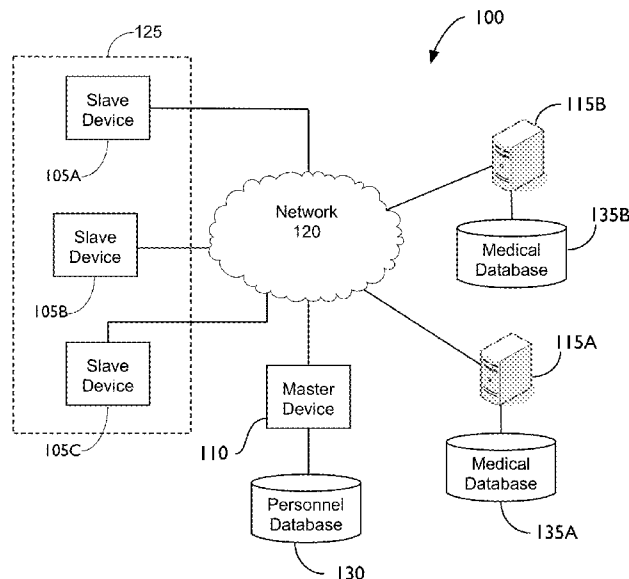 125
100
Slave
Device
105A
115B
Network
120
Slave
Device
105B
Medical
Database
135B
Slave
Device
105C
115A
Master
Device
110
Medical
Database
135A
Personnel
Database
130